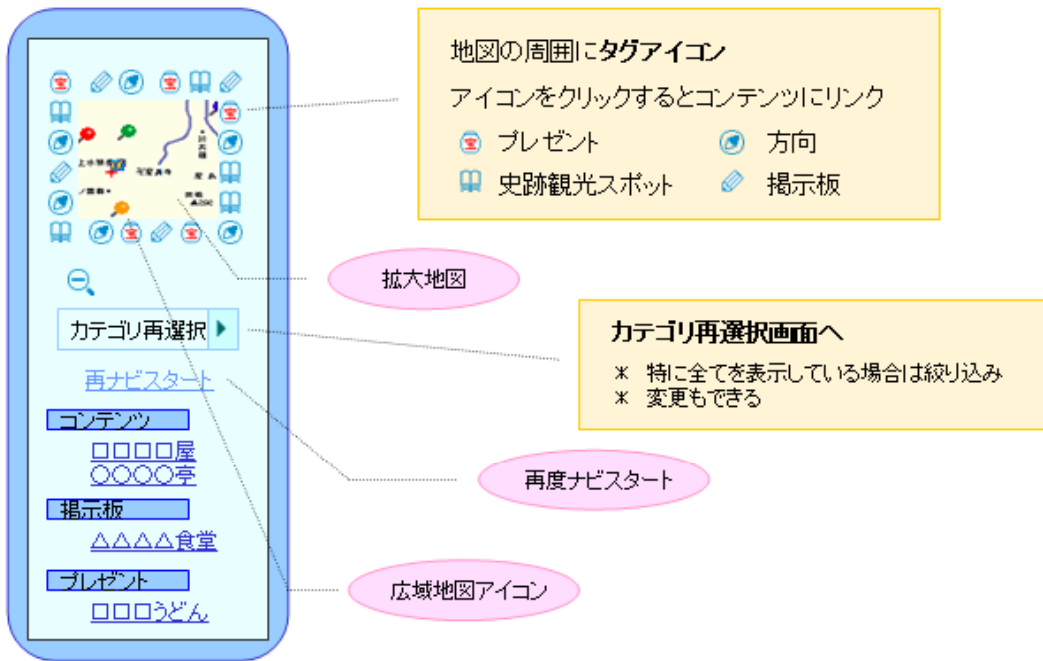 地図の周囲にタグアイコン
アイコンをクリックするとコンテンツにリンク
プレゼント
方向
史跡観光スポット
掲示板
拡大地図
カテゴリ再選択
カテゴリ再選択画面へ
* 特に全てを表示している場合は絞り込み
* 変更もできる
再ナビスタート
コンテンツ
□□□□屋
○○○○亭
再度ナビスタート
掲示板
△△△△食堂
広域地図アイコン
プレゼント
□□□うどん